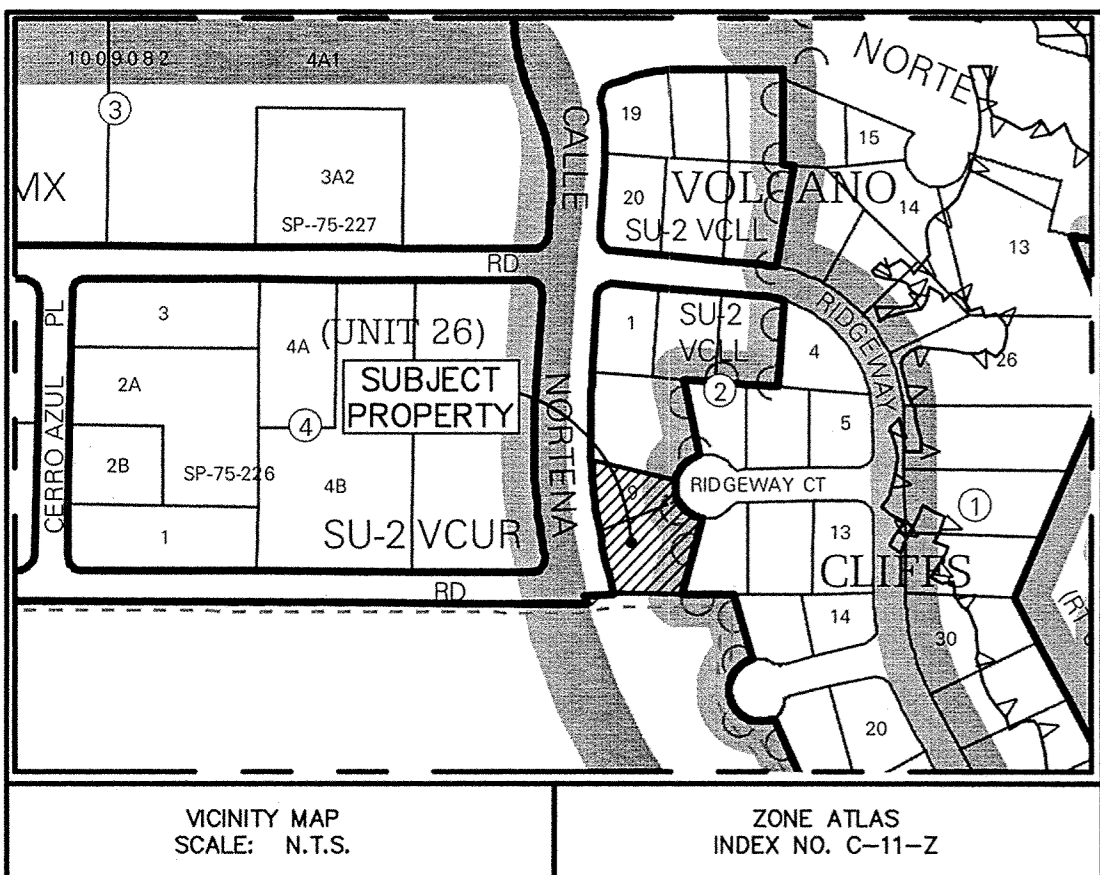 1009082
4A1
3
NORTE
CALLE
19
15
MX
3A2
SP--75-227
20
VOLCANO
SU-2 VCLL
14
13
RD
RIDGEWAY
3
4A
(UNIT 26)
1
SU-2
VCLL
4
26
PL
CERRO AZUL
2A
SUBJECT
PROPERTY
2
5
NORTENA
4
2B
SP-75-226
4B
9
RIDGEWAY CT
1
1
SU-2 VCUR
13
CLIFFS
RD
14
30
20
VICINITY MAP
SCALE: N.T.S.
ZONE ATLAS
INDEX NO. C-11-Z